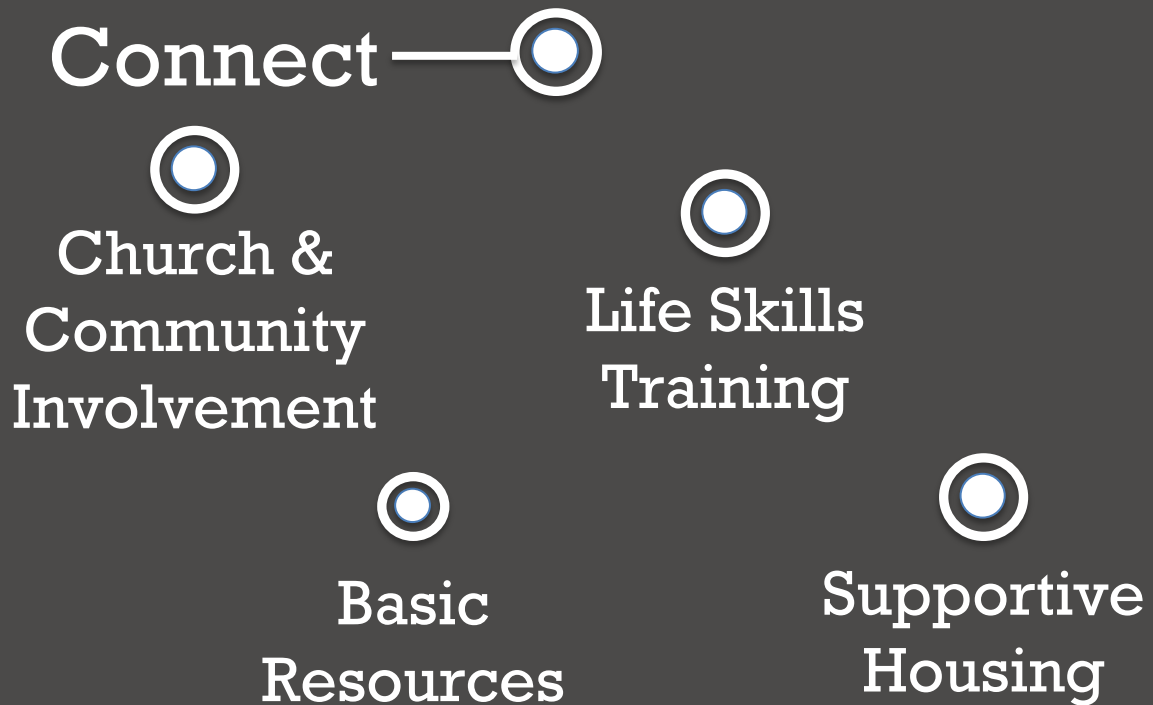 Connect
Church &
Community
Involvement
Life Skills
Training
Basic
Resources
Supportive
Housing